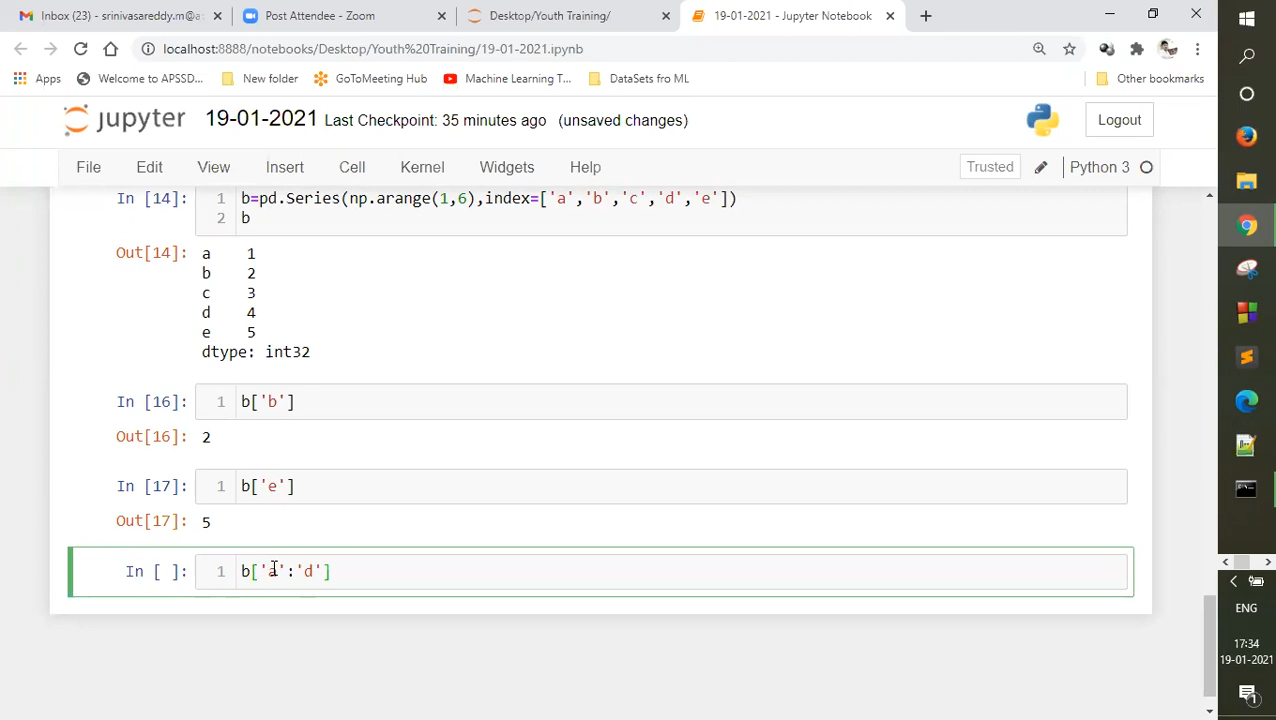 Inbox (23) - srinivasareddy.m@a
Post Attendee - Zoom
Desktop/Youth Training/
19-01-2021 - Jupyter Notebook
localhost:8888/notebooks/Desktop/Youth%20Training/19-01-2021.ipynb
Apps
Welcome to APSSD...
New folder
GoToMeeting Hub
Machine Learning T...
DataSets fro ML
Other bookmarks
jupyter 19-01-2021 Last Checkpoint: 35 minutes ago (unsaved changes)
Logout
File Edit View Insert Cell Kernel Widgets Help
Trusted
Python 3
In [14]:
1 b=pd.Series(np.arange(1,6),index=['a','b','c','d','e'])
2 b
Out[14]:
a 1
b 2
c 3
d 4
e 5
dtype: int32
In [16]:
1 b['b']
Out[16]: 2
In [17]:
1 b['e']
Out[17]: 5
In [ ]:
1 b['a':'d']
ENG
17:34
19-01-2021
1